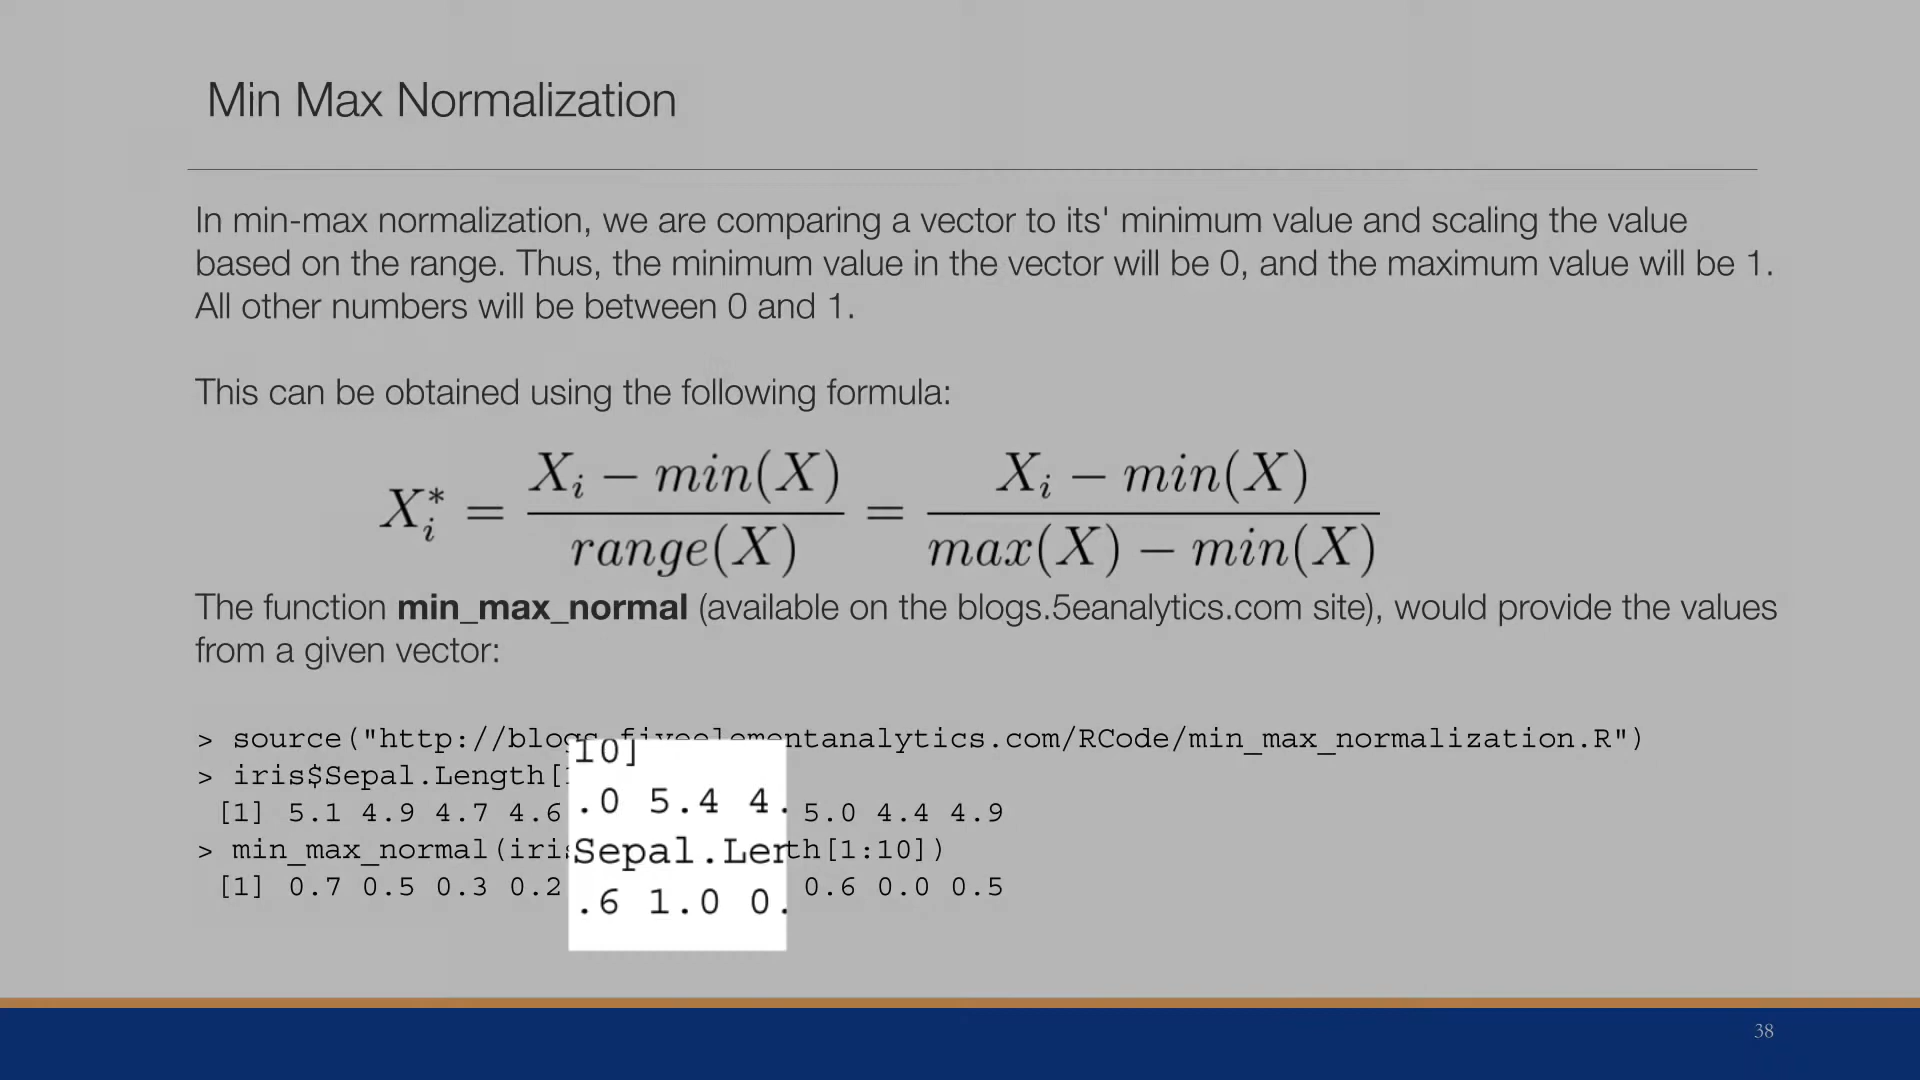 Min Max Normalization
In min-max normalization, we are comparing a vector to its' minimum value and scaling the value
based on the range. Thus, the minimum value in the vector will be 0, and the maximum value will be 1.
All other numbers will be between 0 and 1.
This can be obtained using the following formula:
X_i^* = \frac{X_i - min(X)}{range(X)} = \frac{X_i - min(X)}{max(X) - min(X)}
The function min_max_normal (available on the blogs.5eanalytics.com site), would provide the values
from a given vector:
> source("http://blogs.fiveelementanalytics.com/RCode/min_max_normalization.R")
> iris$Sepal.Length[ 10]
[1] 5.1 4.9 4.7 4.6 .0 5.4 4. 5.0 4.4 4.9
> min_max_normal(iris Sepal.Length[1:10])
[1] 0.7 0.5 0.3 0.2 .6 1.0 0. 0.6 0.0 0.5
38